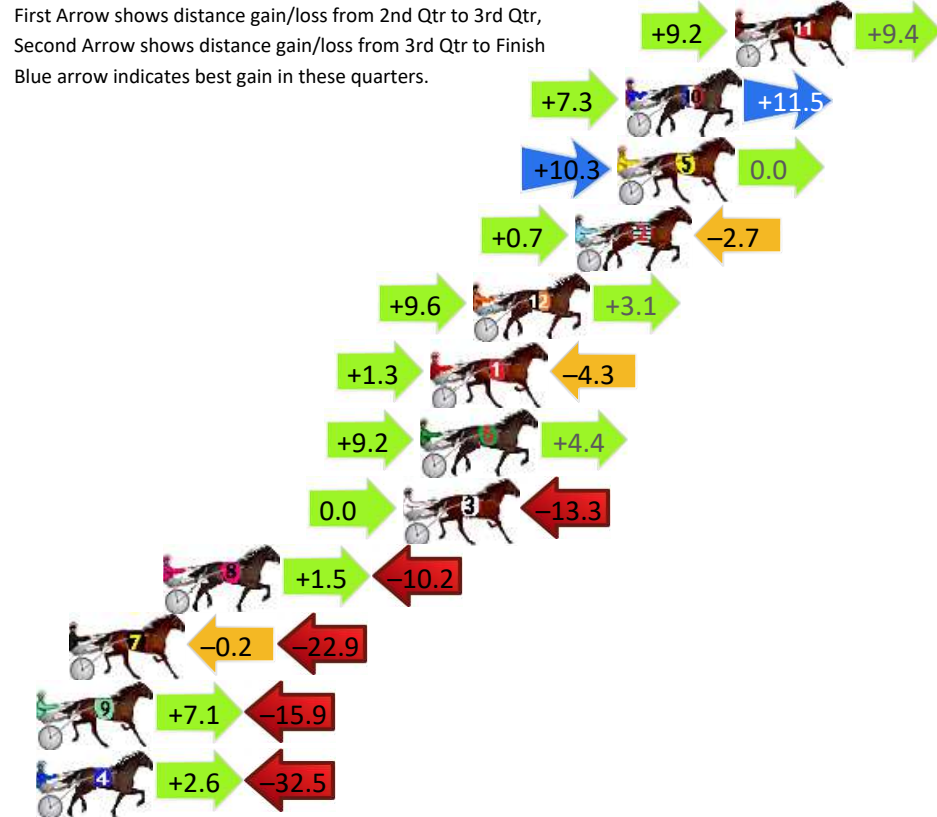 First Arrow shows distance gain/loss from 2nd Qtr to 3rd Qtr,
Second Arrow shows distance gain/loss from 3rd Qtr to Finish
Blue arrow indicates best gain in these quarters.
+9.2 11 +9.4
+7.3 10 +11.5
+10.3 5 0.0
+0.7 2 –2.7
+9.6 12 +3.1
+1.3 1 –4.3
+9.2 6 +4.4
0.0 3 –13.3
8 +1.5 –10.2
7 –0.2 –22.9
9 +7.1 –15.9
4 +2.6 –32.5